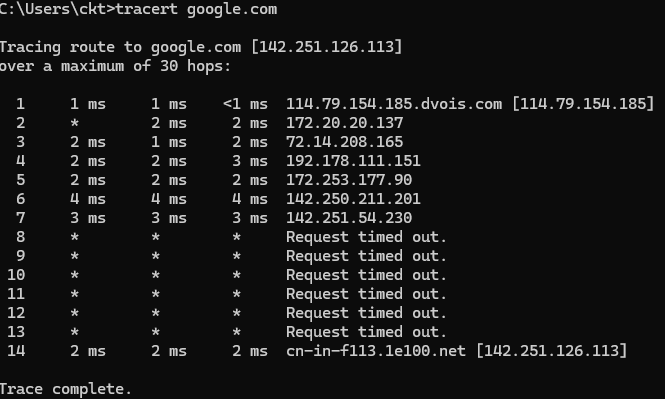 C:\Users\ckt>tracert google.com
Tracing route to google.com [142.251.126.113]
over a maximum of 30 hops:
1 1 ms 1 ms <1 ms 114.79.154.185.dvois.com [114.79.154.185]
2 * 2 ms 2 ms 172.20.20.137
3 2 ms 1 ms 2 ms 72.14.208.165
4 2 ms 2 ms 3 ms 192.178.111.151
5 2 ms 2 ms 2 ms 172.253.177.90
6 4 ms 4 ms 4 ms 142.250.211.201
7 3 ms 3 ms 3 ms 142.251.54.230
8 * * * Request timed out.
9 * * * Request timed out.
10 * * * Request timed out.
11 * * * Request timed out.
12 * * * Request timed out.
13 * * * Request timed out.
14 2 ms 2 ms 2 ms cn-in-f113.1e100.net [142.251.126.113]
Trace complete.